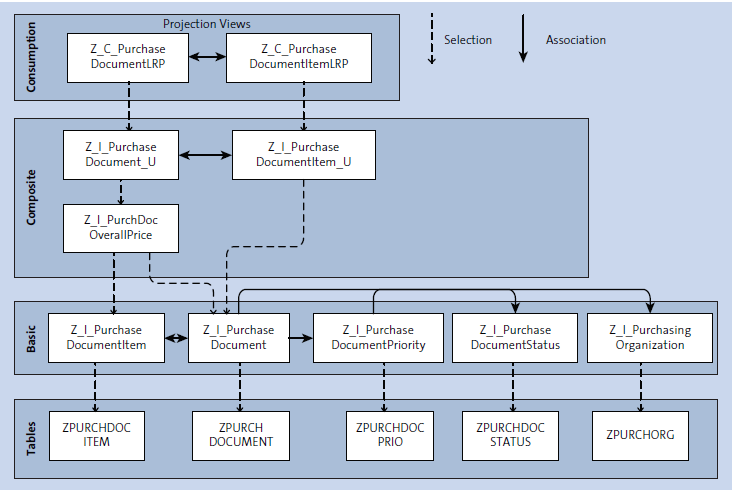 Projection Views
Consumption
Z_C_Purchase
DocumentLRP
Z_C_Purchase
DocumentItemLRP
Selection
Association
Composite
Z_I_Purchase
Document_U
Z_I_Purchase
DocumentItem_U
Z_I_PurchDoc
OverallPrice
Basic
Z_I_Purchase
DocumentItem
Z_I_Purchase
Document
Z_I_Purchase
DocumentPriority
Z_I_Purchase
DocumentStatus
Z_I_Purchasing
Organization
Tables
ZPURCHDOC
ITEM
ZPURCH
DOCUMENT
ZPURCHDOC
PRIO
ZPURCHDOC
STATUS
ZPURCHORG